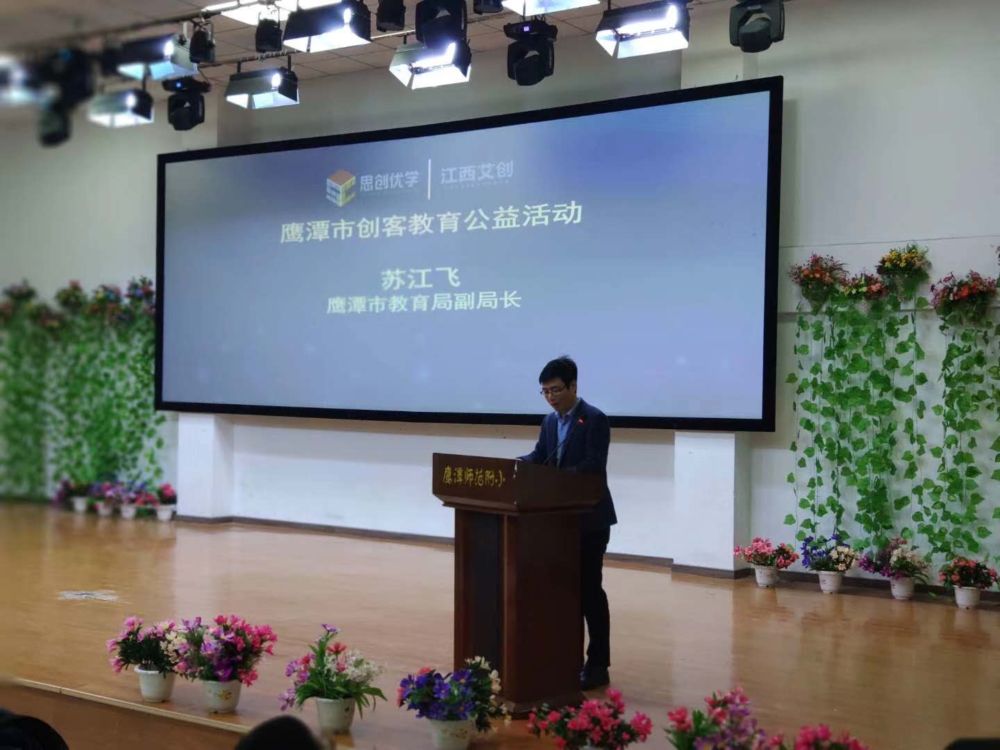 思创优学 江西艾创
鹰潭市创客教育公益活动
苏江飞
鹰潭市教育局副局长
鹰潭师范附小